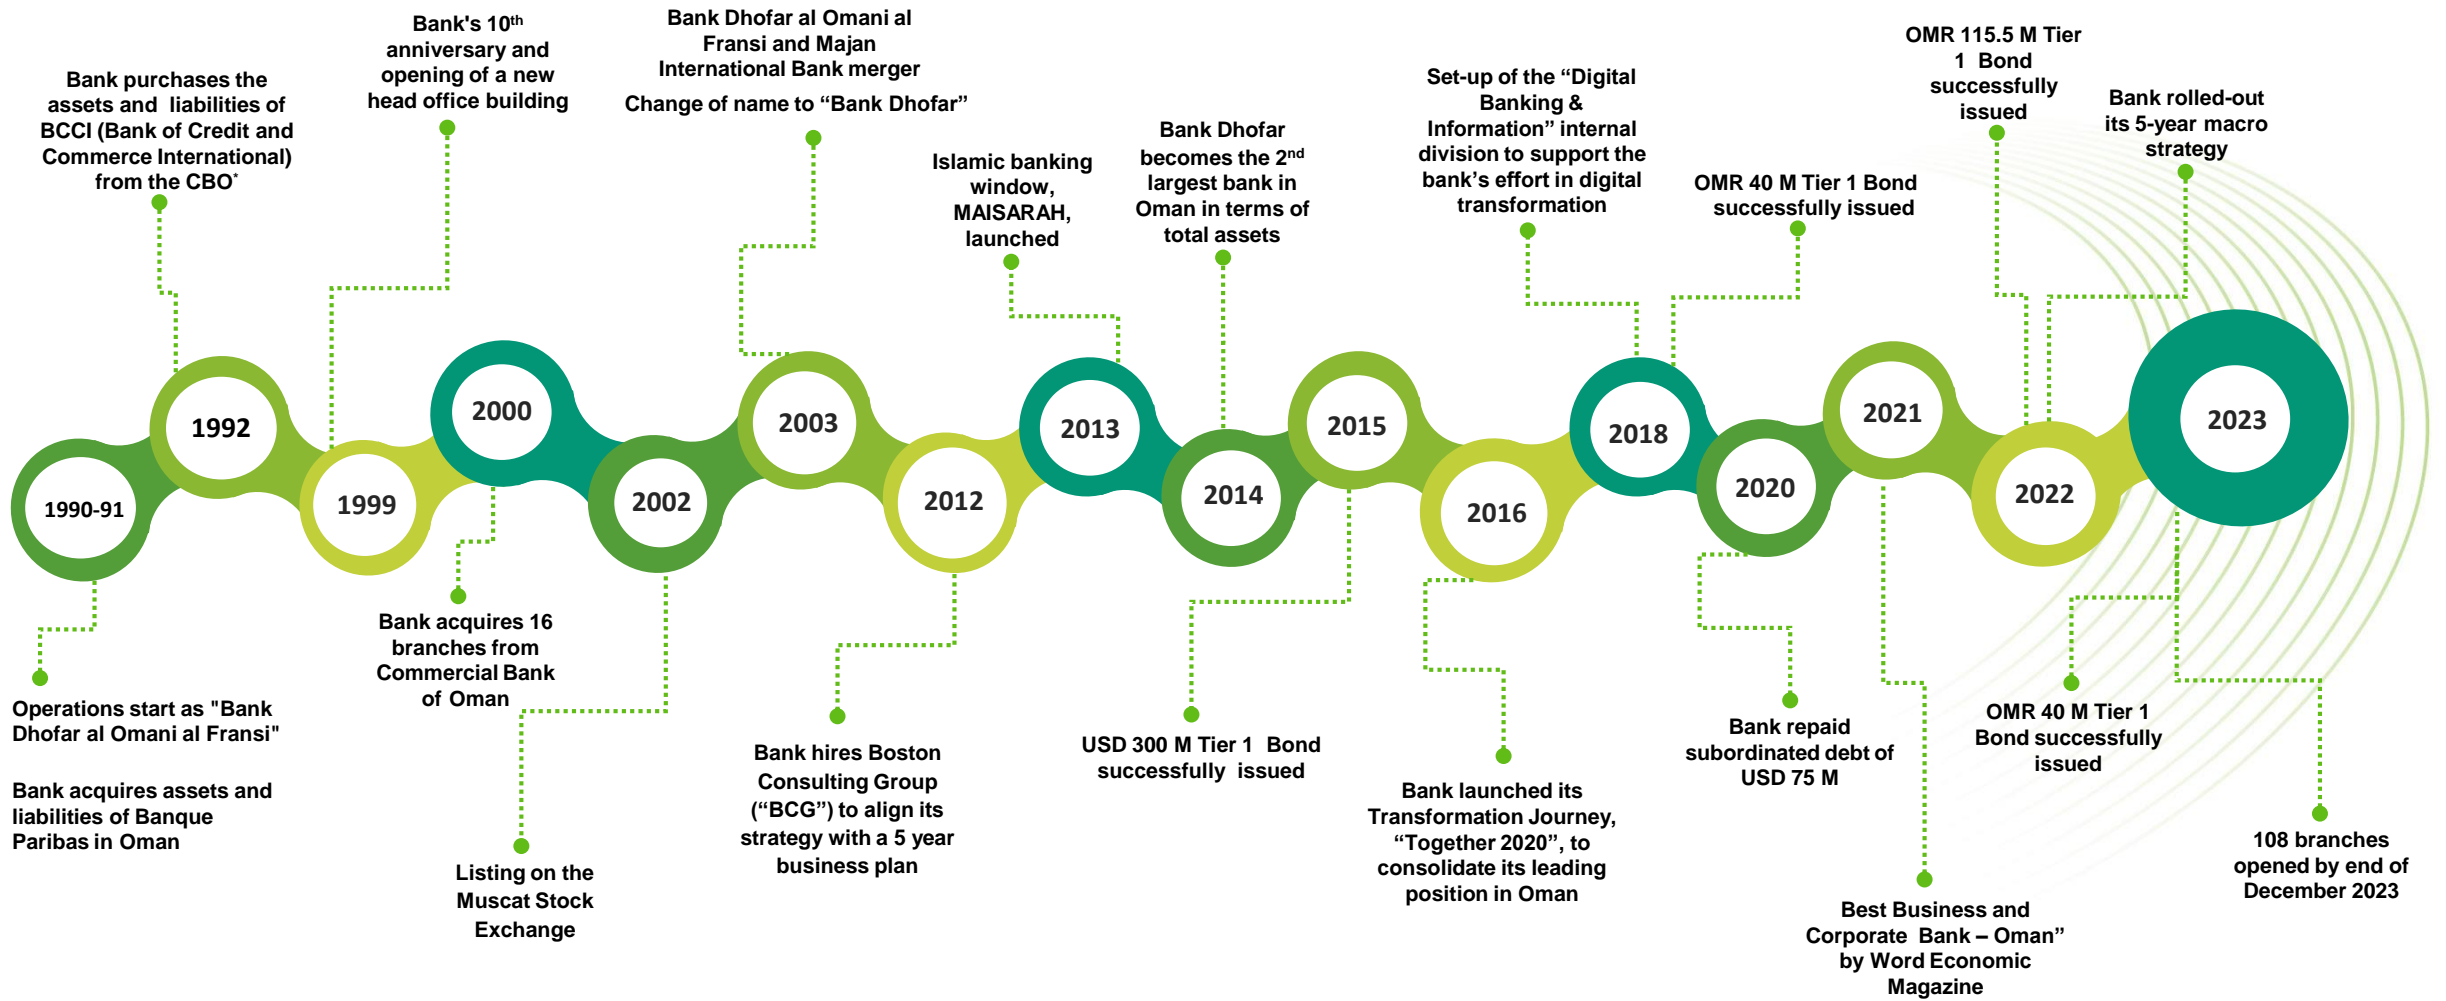 Bank purchases the
assets and liabilities of
BCCI (Bank of Credit and
Commerce International)
from the CBO*
Bank's 10th
anniversary and
opening of a new
head office building
Bank Dhofar al Omani al
Fransi and Majan
International Bank merger
Change of name to “Bank Dhofar”
Islamic banking
window,
MAISARAH,
launched
Bank Dhofar
becomes the 2nd
largest bank in
Oman in terms of
total assets
Set-up of the “Digital
Banking &
Information” internal
division to support the
bank’s effort in digital
transformation
OMR 40 M Tier 1 Bond
successfully issued
OMR 115.5 M Tier
1 Bond
successfully
issued
Bank rolled-out
its 5-year macro
strategy
1990-91
1992
1999
2000
2002
2003
2012
2013
2014
2015
2016
2018
2020
2021
2022
2023
Operations start as "Bank
Dhofar al Omani al Fransi"
Bank acquires assets and
liabilities of Banque
Paribas in Oman
Bank acquires 16
branches from
Commercial Bank
of Oman
Listing on the
Muscat Stock
Exchange
Bank hires Boston
Consulting Group
(“BCG”) to align its
strategy with a 5 year
business plan
USD 300 M Tier 1 Bond
successfully issued
Bank launched its
Transformation Journey,
“Together 2020”, to
consolidate its leading
position in Oman
Bank repaid
subordinated debt of
USD 75 M
Best Business and
Corporate Bank – Oman”
by Word Economic
Magazine
OMR 40 M Tier 1
Bond successfully
issued
108 branches
opened by end of
December 2023